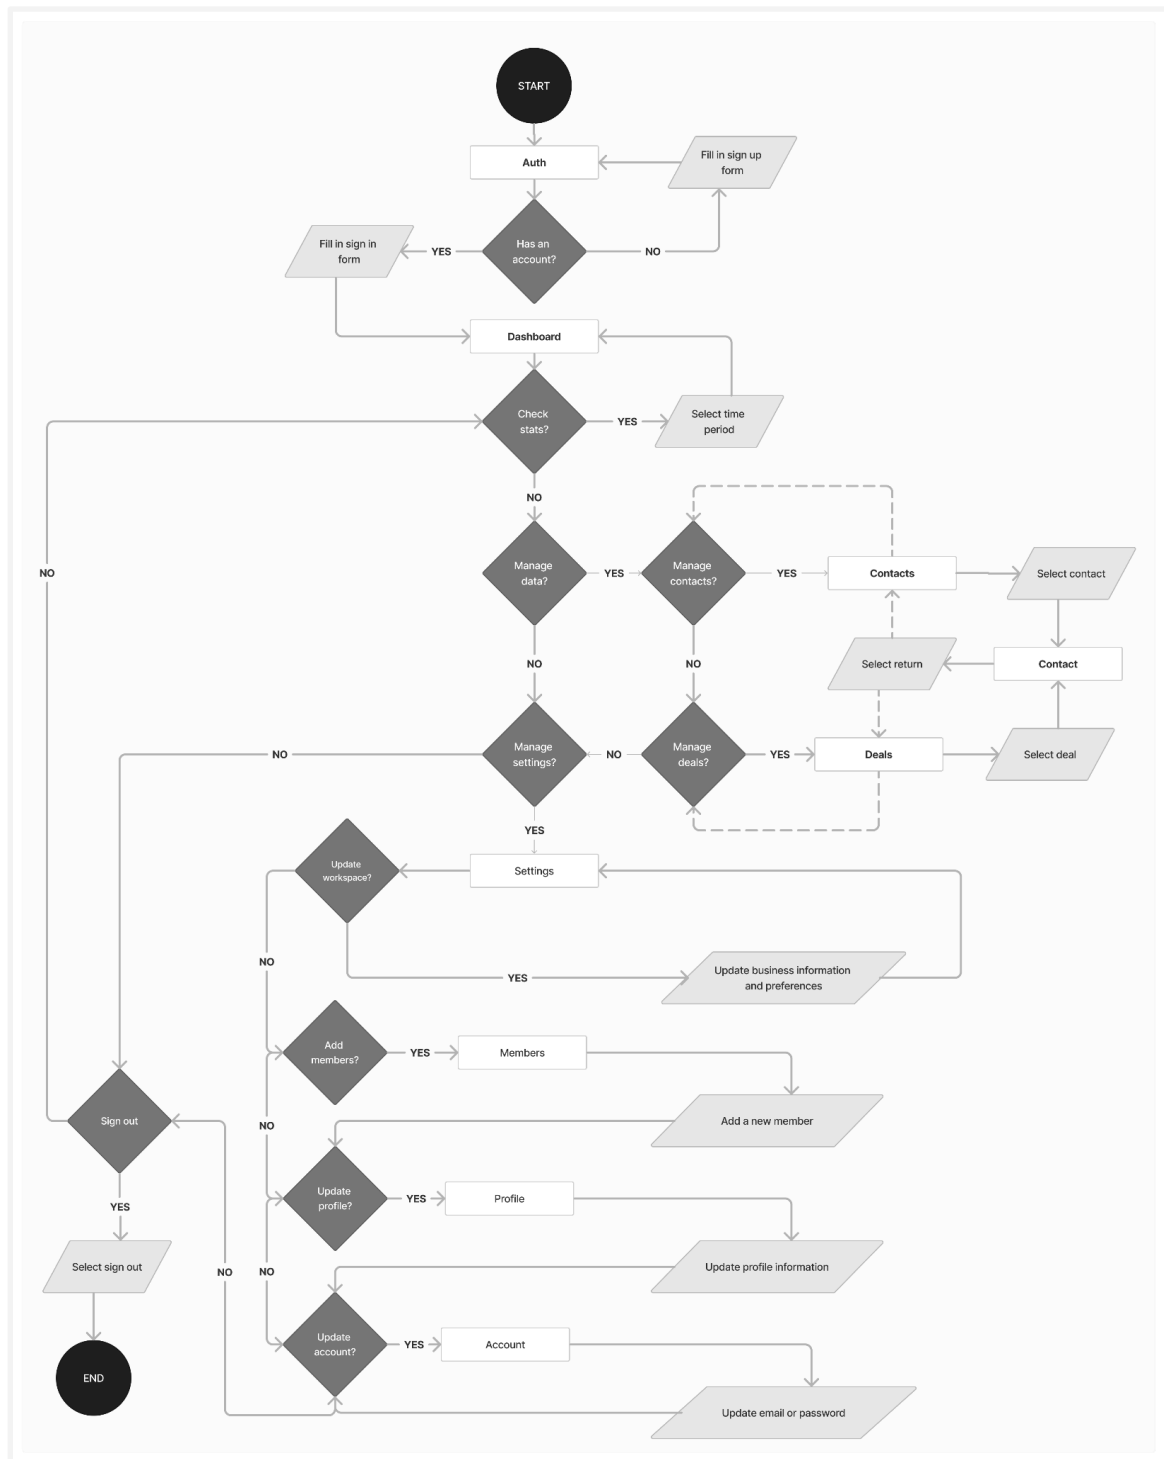 START
Auth
Fill in sign up
form
Has an
account?
YES
NO
Fill in sign in
form
Dashboard
Check
stats?
YES
Select time
period
NO
NO
Manage
data?
YES
Manage
contacts?
YES
Contacts
Select contact
NO
NO
Select return
Contact
NO
Manage
settings?
NO
Manage
deals?
YES
Deals
Select deal
YES
Update
workspace?
Settings
NO
YES
Update business information
and preferences
Add
members?
YES
Members
Sign out
NO
Add a new member
YES
Update
profile?
YES
Profile
Select sign out
NO
NO
Update profile information
Update
account?
YES
Account
END
Update email or password